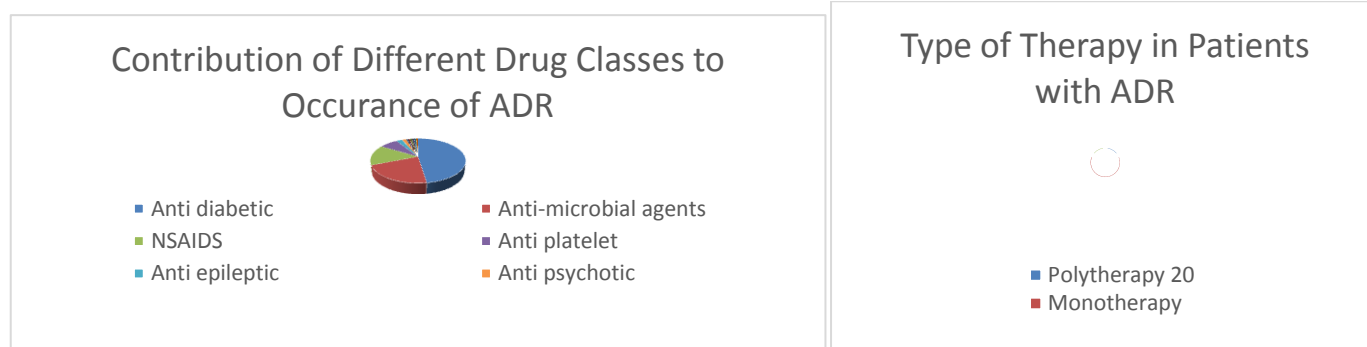 Contribution of Different Drug Classes to
Occurance of ADR
Anti diabetic
Anti-microbial agents
NSAIDS
Anti platelet
Anti epileptic
Anti psychotic
Type of Therapy in Patients
with ADR
Polytherapy 20
Monotherapy